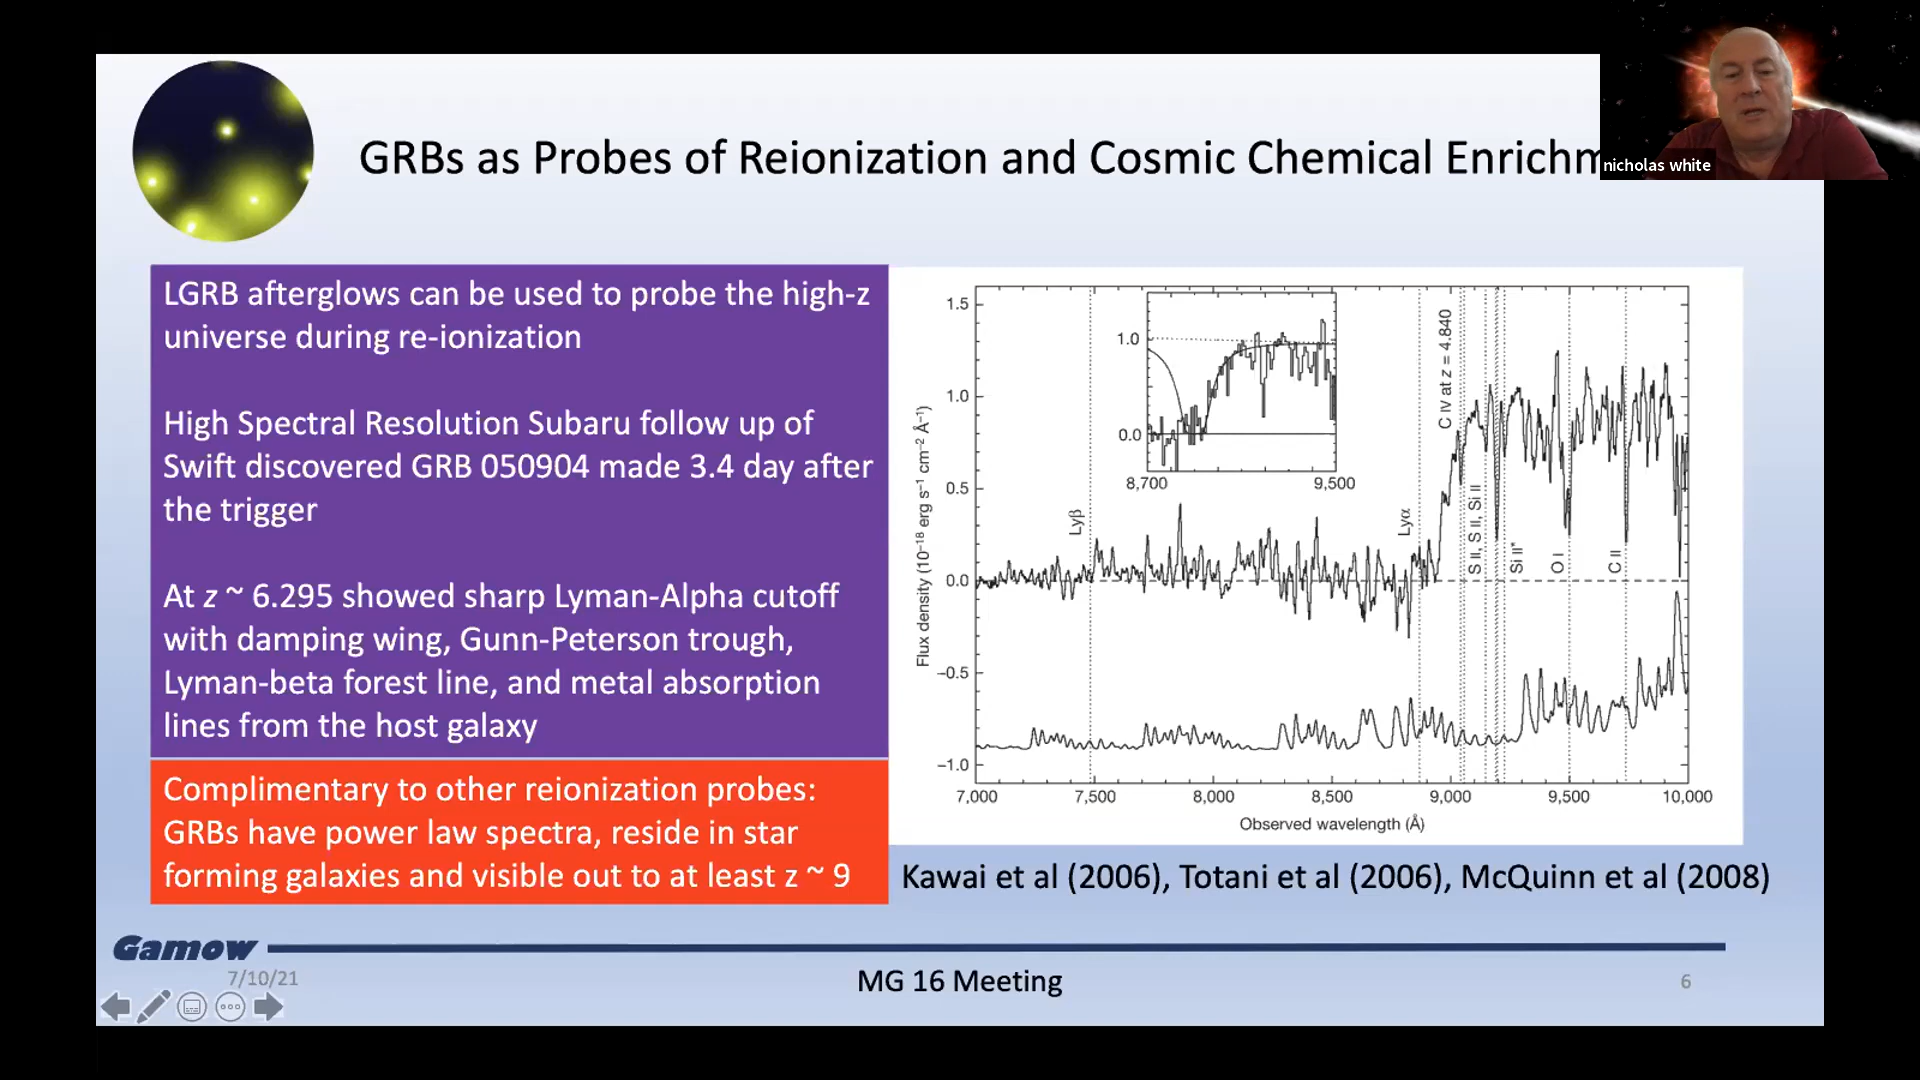 GRBs as Probes of Reionization and Cosmic Chemical Enrichm
nicholas white
LGRB afterglows can be used to probe the high-z
universe during re-ionization
High Spectral Resolution Subaru follow up of
Swift discovered GRB 050904 made 3.4 day after
the trigger
At z ~ 6.295 showed sharp Lyman-Alpha cutoff
with damping wing, Gunn-Peterson trough,
Lyman-beta forest line, and metal absorption
lines from the host galaxy
Complimentary to other reionization probes:
GRBs have power law spectra, reside in star
forming galaxies and visible out to at least z ~ 9
Flux density (10⁻¹⁸ erg s⁻¹ cm⁻² Å⁻¹)
1.5
1.0
0.5
0.0
−0.5
−1.0
1.0
0.0
8,700 9,500
Lyβ
Lyα
C IV at z = 4.840
S II, S II, Si II
Si II*
O I
C II
7,000 7,500 8,000 8,500 9,000 9,500 10,000
Observed wavelength (Å)
Kawai et al (2006), Totani et al (2006), McQuinn et al (2008)
Gamow
7/10/21
MG 16 Meeting
6